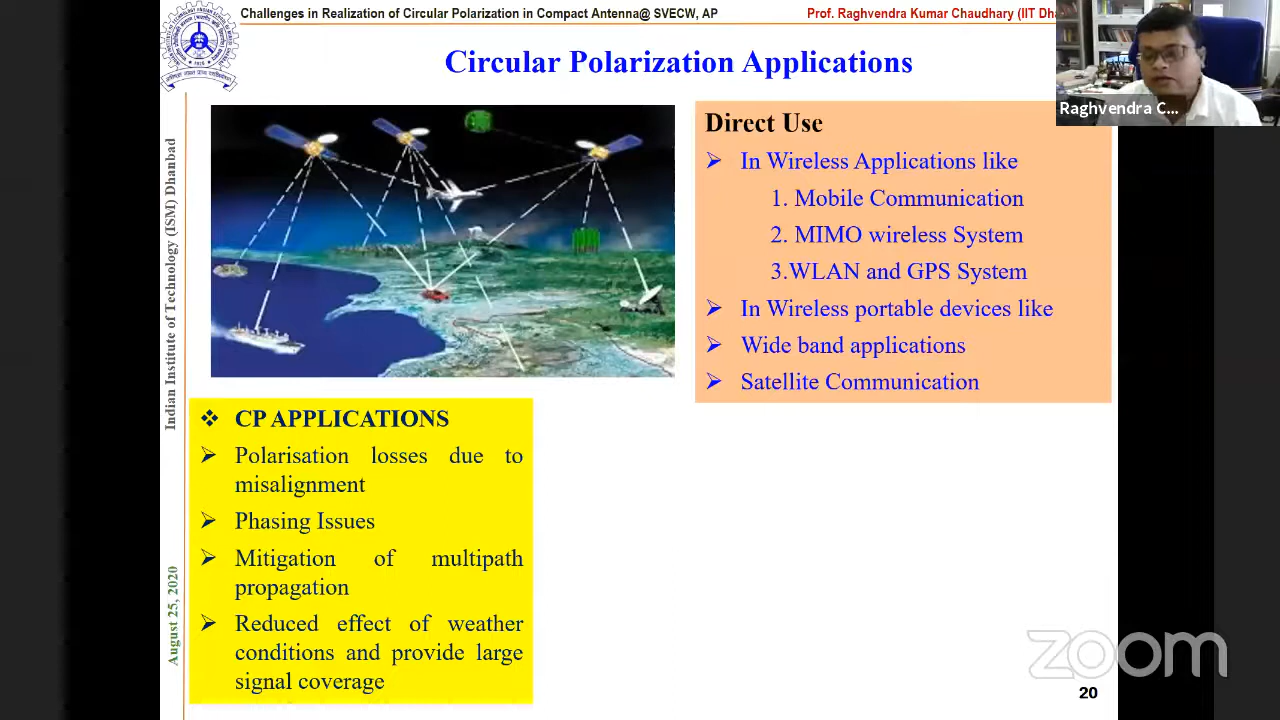 Challenges in Realization of Circular Polarization in Compact Antenna@ SVECW, AP
Prof. Raghvendra Kumar Chaudhary (IIT Dha
Raghvendra C...
Circular Polarization Applications
Indian Institute of Technology (ISM) Dhanbad
August 25, 2020
Direct Use
In Wireless Applications like
1. Mobile Communication
2. MIMO wireless System
3.WLAN and GPS System
In Wireless portable devices like
Wide band applications
Satellite Communication
CP APPLICATIONS
Polarisation losses due to
misalignment
Phasing Issues
Mitigation of multipath
propagation
Reduced effect of weather
conditions and provide large
signal coverage
zoom
20